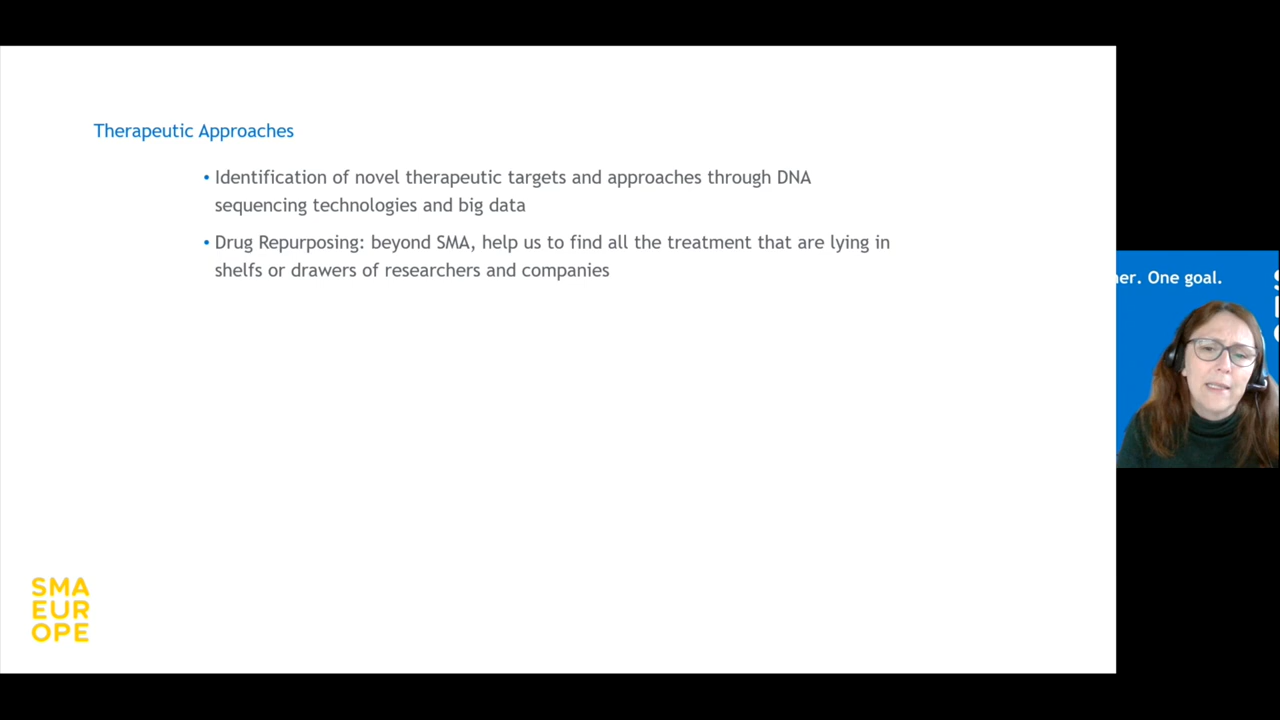 Therapeutic Approaches
• Identification of novel therapeutic targets and approaches through DNA
sequencing technologies and big data
• Drug Repurposing: beyond SMA, help us to find all the treatment that are lying in
shelfs or drawers of researchers and companies
One goal.
SMA
EUR
OPE